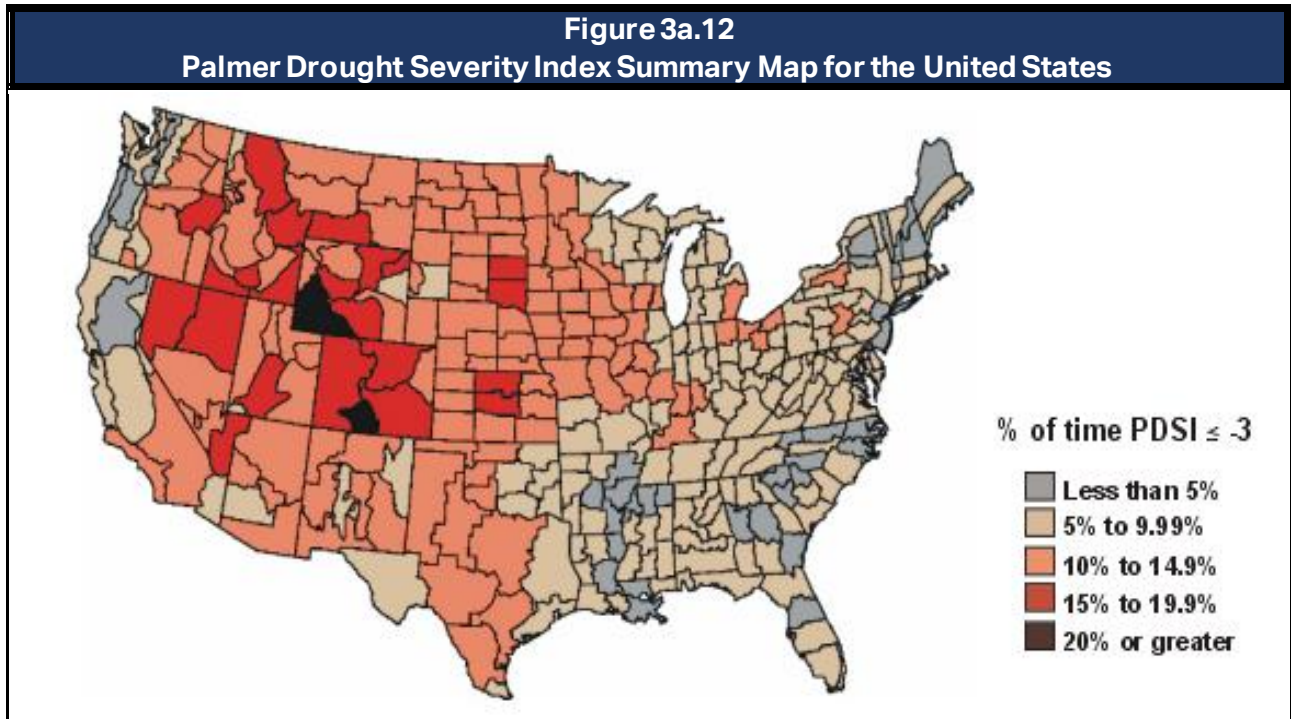 Figure 3a.12
Palmer Drought Severity Index Summary Map for the United States
% of time PDSI ≤ -3
Less than 5%
5% to 9.99%
10% to 14.9%
15% to 19.9%
20% or greater